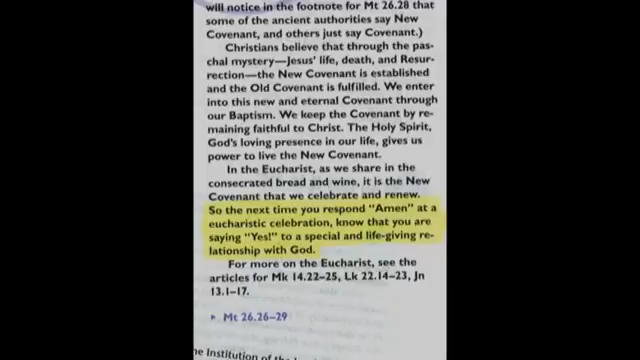 will notice in the footnote for Mt 26.28 that
some of the ancient authorities say New
Covenant, and others just say Covenant.)
Christians believe that through the pas-
chal mystery—Jesus' life, death, and Resur-
rection—the New Covenant is established
and the Old Covenant is fulfilled. We enter
into this new and eternal Covenant through
our Baptism. We keep the Covenant by re-
maining faithful to Christ. The Holy Spirit,
God's loving presence in our life, gives us
power to live the New Covenant.
In the Eucharist, as we share in the
consecrated bread and wine, it is the New
Covenant that we celebrate and renew.
So the next time you respond "Amen" at a
eucharistic celebration, know that you are
saying "Yes!" to a special and life-giving re-
lationship with God.
For more on the Eucharist, see the
articles for Mk 14.22–25, Lk 22.14–23, Jn
13.1–17.
▸ Mt 26.26–29
he Institution of the